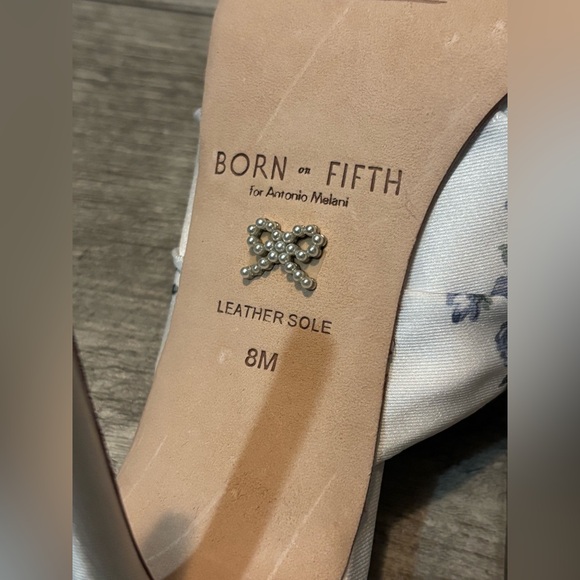 BORN on FIFTH
for Antonio Melani
LEATHER SOLE
8M